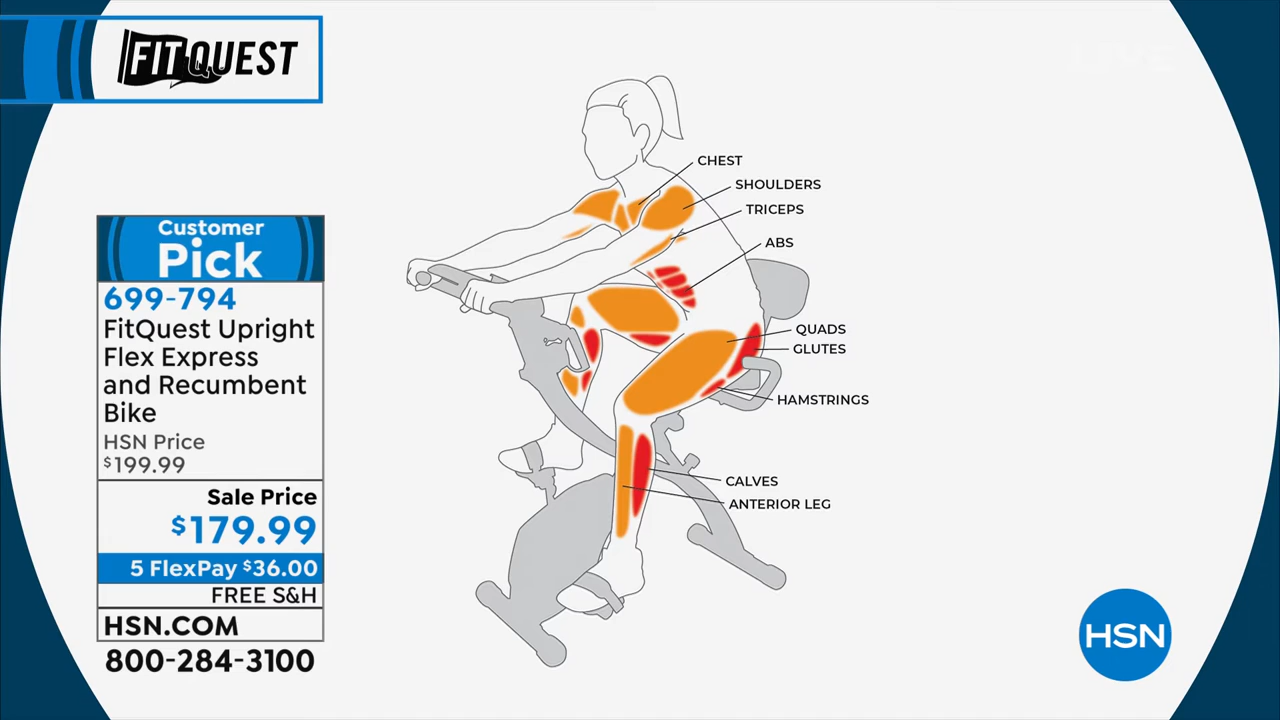 FITQUEST
Customer
Pick
699-794
FitQuest Upright
Flex Express
and Recumbent
Bike
HSN Price
$199.99
Sale Price
$179.99
5 FlexPay $36.00
FREE S&H
HSN.COM
800-284-3100
CHEST
SHOULDERS
TRICEPS
ABS
QUADS
GLUTES
HAMSTRINGS
CALVES
ANTERIOR LEG
HSN